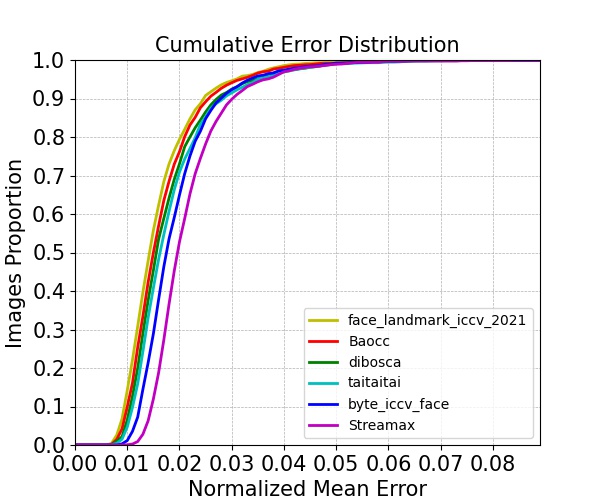 Cumulative Error Distribution
Images Proportion
1.0
0.9
0.8
0.7
0.6
0.5
0.4
0.3
0.2
0.1
0.0
face_landmark_iccv_2021
Baocc
dibosca
taitaitai
byte_iccv_face
Streamax
0.00 0.01 0.02 0.03 0.04 0.05 0.06 0.07 0.08
Normalized Mean Error